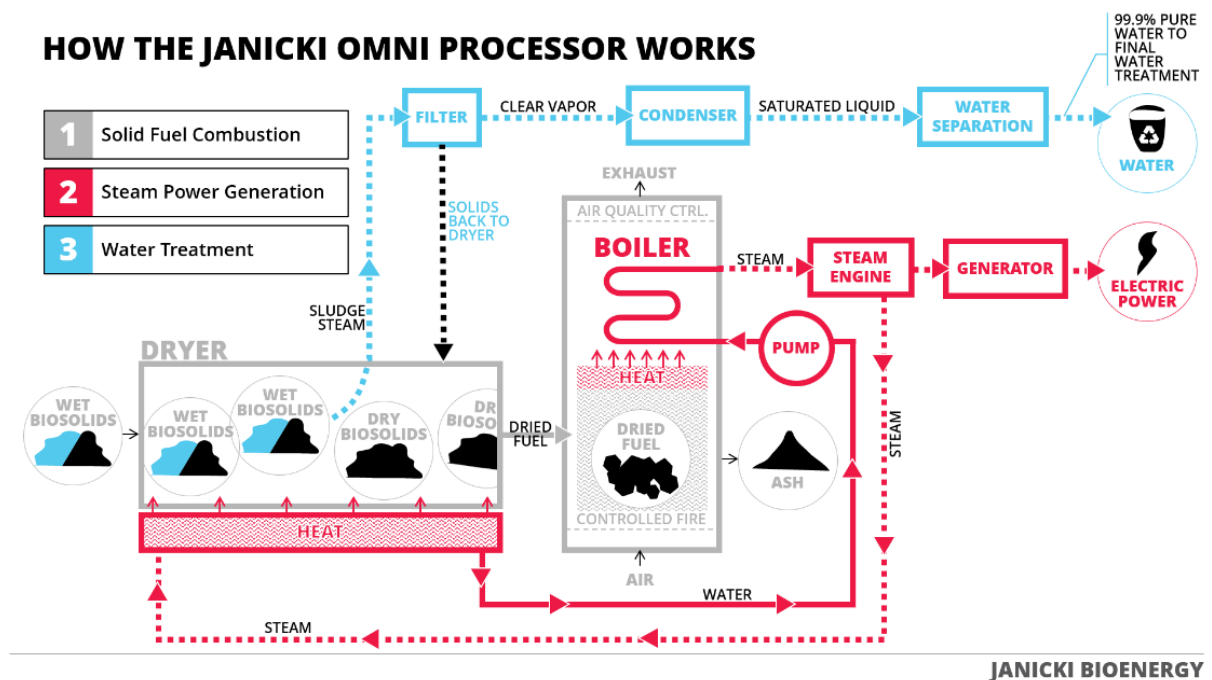 HOW THE JANICKI OMNI PROCESSOR WORKS
99.9% PURE
WATER TO
FINAL
WATER
TREATMENT
1 Solid Fuel Combustion
2 Steam Power Generation
3 Water Treatment
FILTER
CLEAR VAPOR
CONDENSER
SATURATED LIQUID
WATER
SEPARATION
WATER
SOLIDS
BACK TO
DRYER
SLUDGE
STEAM
EXHAUST
AIR QUALITY CTRL.
BOILER
STEAM
STEAM
ENGINE
GENERATOR
ELECTRIC
POWER
PUMP
HEAT
DRYER
WET
BIOSOLIDS
WET
BIOSOLIDS
WET
BIOSOLIDS
DRY
BIOSOLIDS
DR
BIOSO
DRIED
FUEL
DRIED
FUEL
CONTROLLED FIRE
ASH
STEAM
HEAT
AIR
WATER
STEAM
JANICKI BIOENERGY